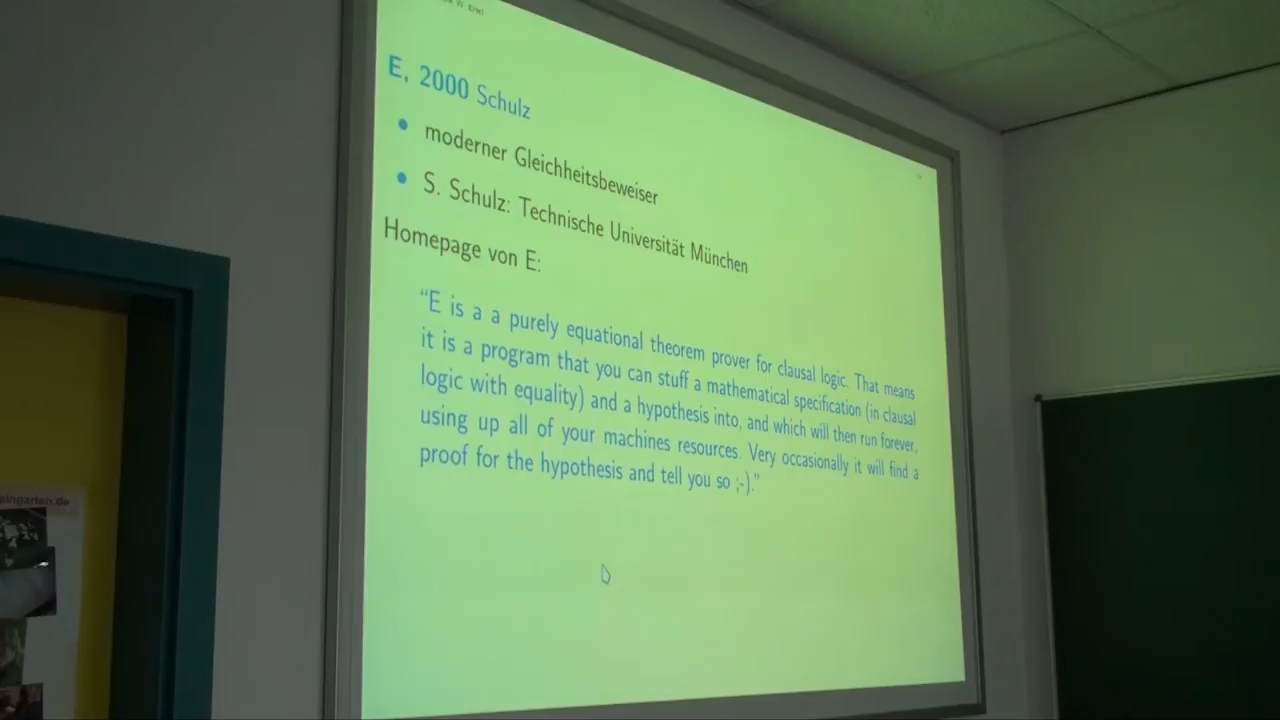 E, 2000 Schulz
• moderner Gleichheitsbeweiser
• S. Schulz: Technische Universität München
Homepage von E:
“E is a a purely equational theorem prover for clausal logic. That means
it is a program that you can stuff a mathematical specification (in clausal
logic with equality) and a hypothesis into, and which will then run forever,
using up all of your machines resources. Very occasionally it will find a
proof for the hypothesis and tell you so ;-).”
eingarten.de